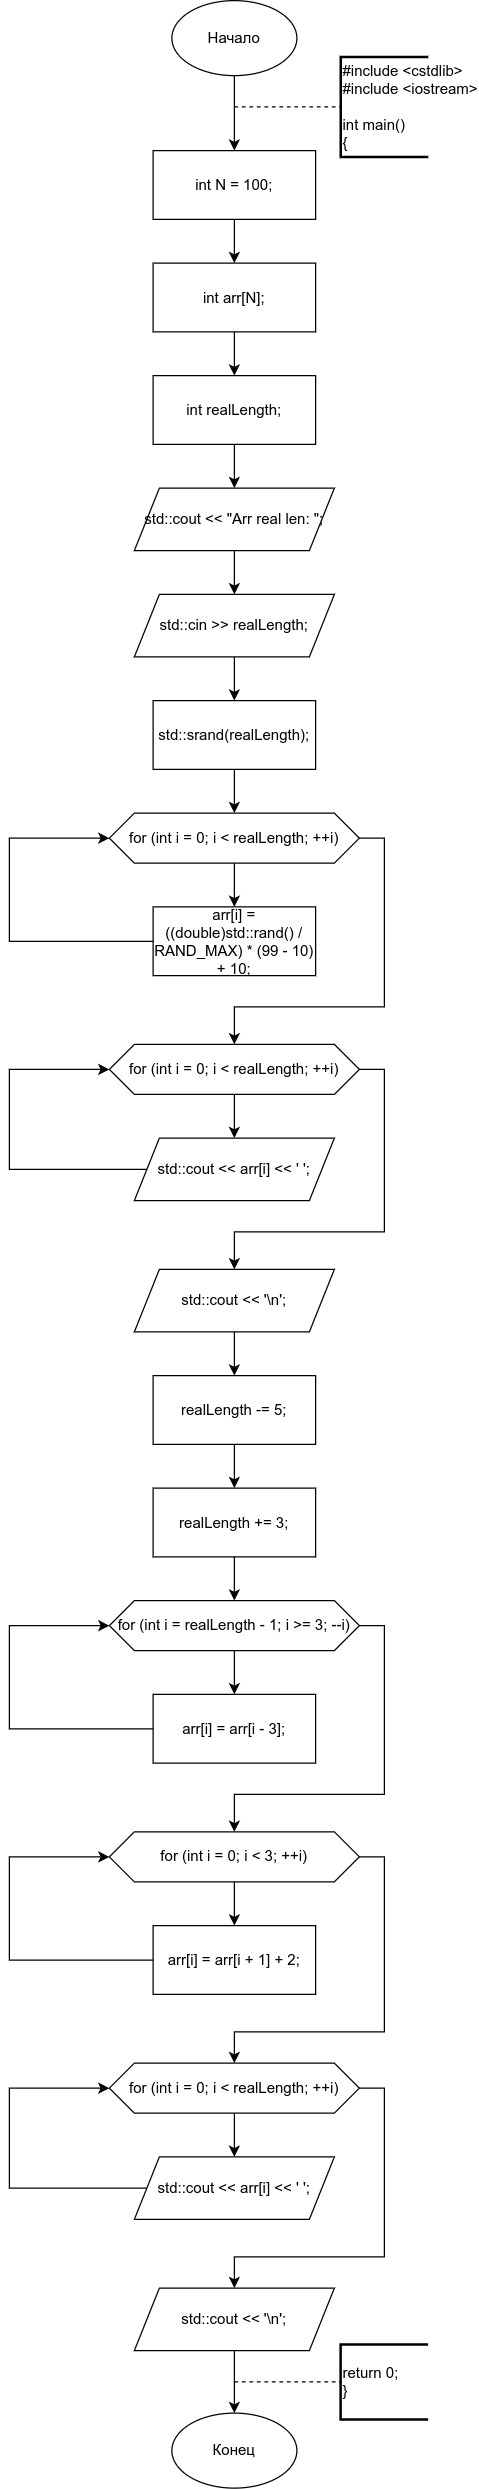 Начало
#include <cstdlib>
#include <iostream>
int main()
{
int N = 100;
int arr[N];
int realLength;
std::cout << "Arr real len: ";
std::cin >> realLength;
std::srand(realLength);
for (int i = 0; i < realLength; ++i)
arr[i] =
((double)std::rand() /
RAND_MAX) * (99 - 10)
+ 10;
for (int i = 0; i < realLength; ++i)
std::cout << arr[i] << ' ';
std::cout << '\n';
realLength -= 5;
realLength += 3;
for (int i = realLength - 1; i >= 3; --i)
arr[i] = arr[i - 3];
for (int i = 0; i < 3; ++i)
arr[i] = arr[i + 1] + 2;
for (int i = 0; i < realLength; ++i)
std::cout << arr[i] << ' ';
std::cout << '\n';
return 0;
}
Конец